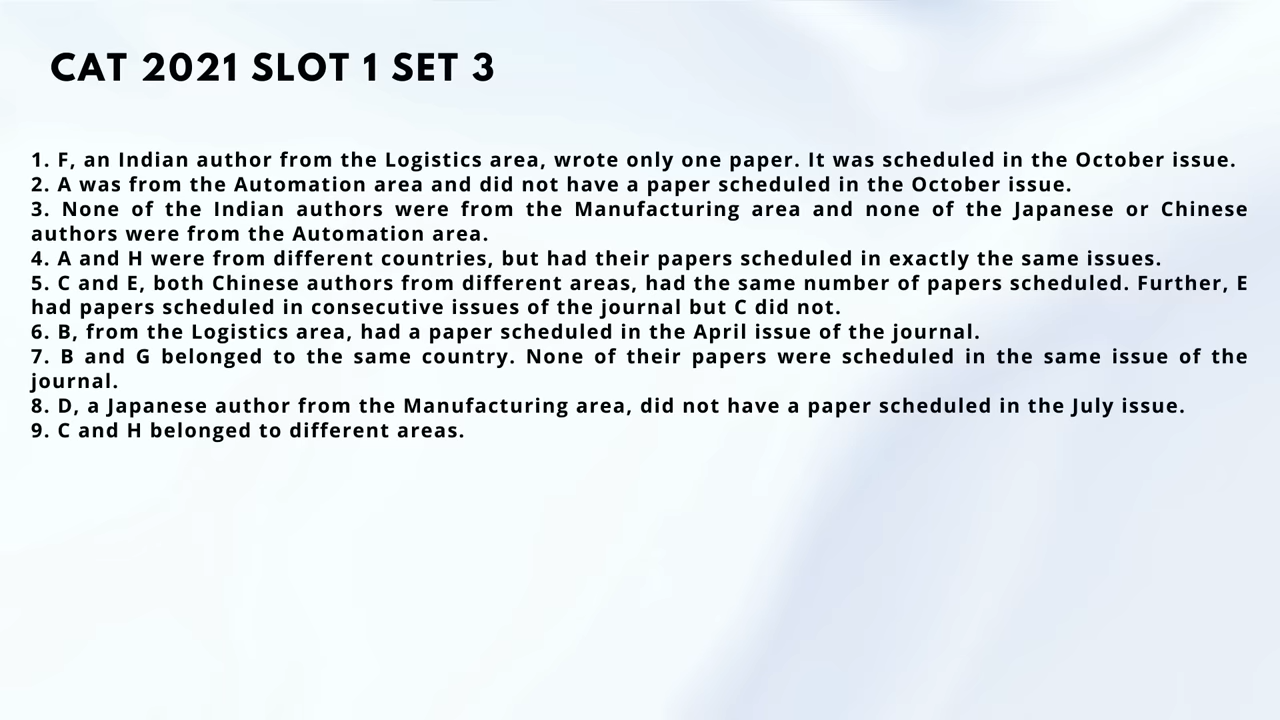 CAT 2021 SLOT 1 SET 3
1. F, an Indian author from the Logistics area, wrote only one paper. It was scheduled in the October issue.
2. A was from the Automation area and did not have a paper scheduled in the October issue.
3. None of the Indian authors were from the Manufacturing area and none of the Japanese or Chinese
authors were from the Automation area.
4. A and H were from different countries, but had their papers scheduled in exactly the same issues.
5. C and E, both Chinese authors from different areas, had the same number of papers scheduled. Further, E
had papers scheduled in consecutive issues of the journal but C did not.
6. B, from the Logistics area, had a paper scheduled in the April issue of the journal.
7. B and G belonged to the same country. None of their papers were scheduled in the same issue of the
journal.
8. D, a Japanese author from the Manufacturing area, did not have a paper scheduled in the July issue.
9. C and H belonged to different areas.